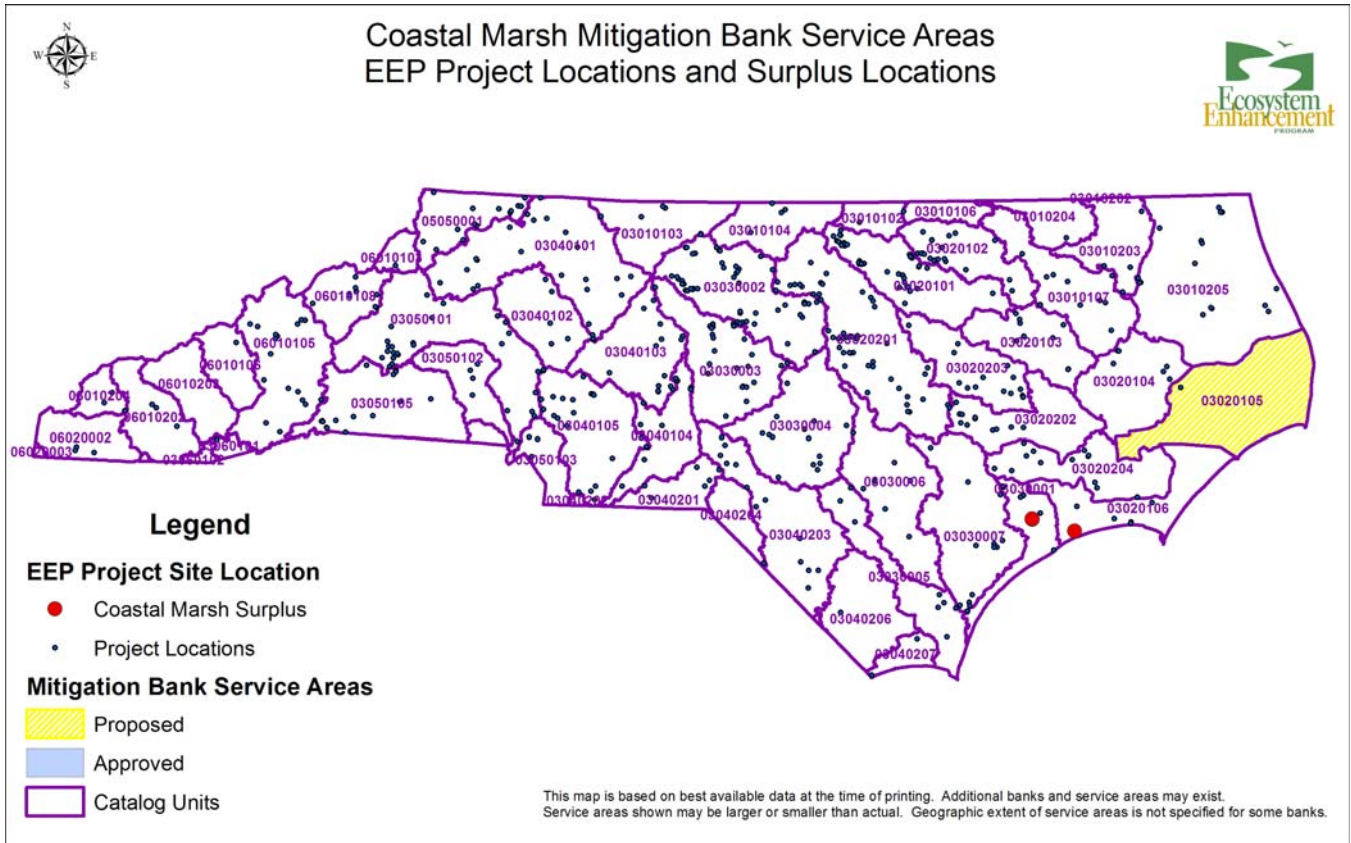 N
W E
S
Coastal Marsh Mitigation Bank Service Areas
EEP Project Locations and Surplus Locations
Ecosystem
Enhancement
PROGRAM
03010202
05050001
03010102
03010106
03010204
03010103
03010104
03040101
03020102
03010203
06010103
06010108
03030002
03020101
03010107
03010205
03050101
03040102
06010105
03020103
03020201
03040103
03050102
06010106
03030003
03020203
03020104
06010203
06010204
03050105
03020105
06010202
03020202
03040105
03040104
03030004
06020002
03060101
06020003
03060102
03050103
03020204
03030006
03030001
03040202
03040201
03020106
03040204
03040203
03030007
03030005
03040206
03040207
Legend
EEP Project Site Location
Coastal Marsh Surplus
Project Locations
Mitigation Bank Service Areas
Proposed
Approved
Catalog Units
This map is based on best available data at the time of printing. Additional banks and service areas may exist.
Service areas shown may be larger or smaller than actual. Geographic extent of service areas is not specified for some banks.